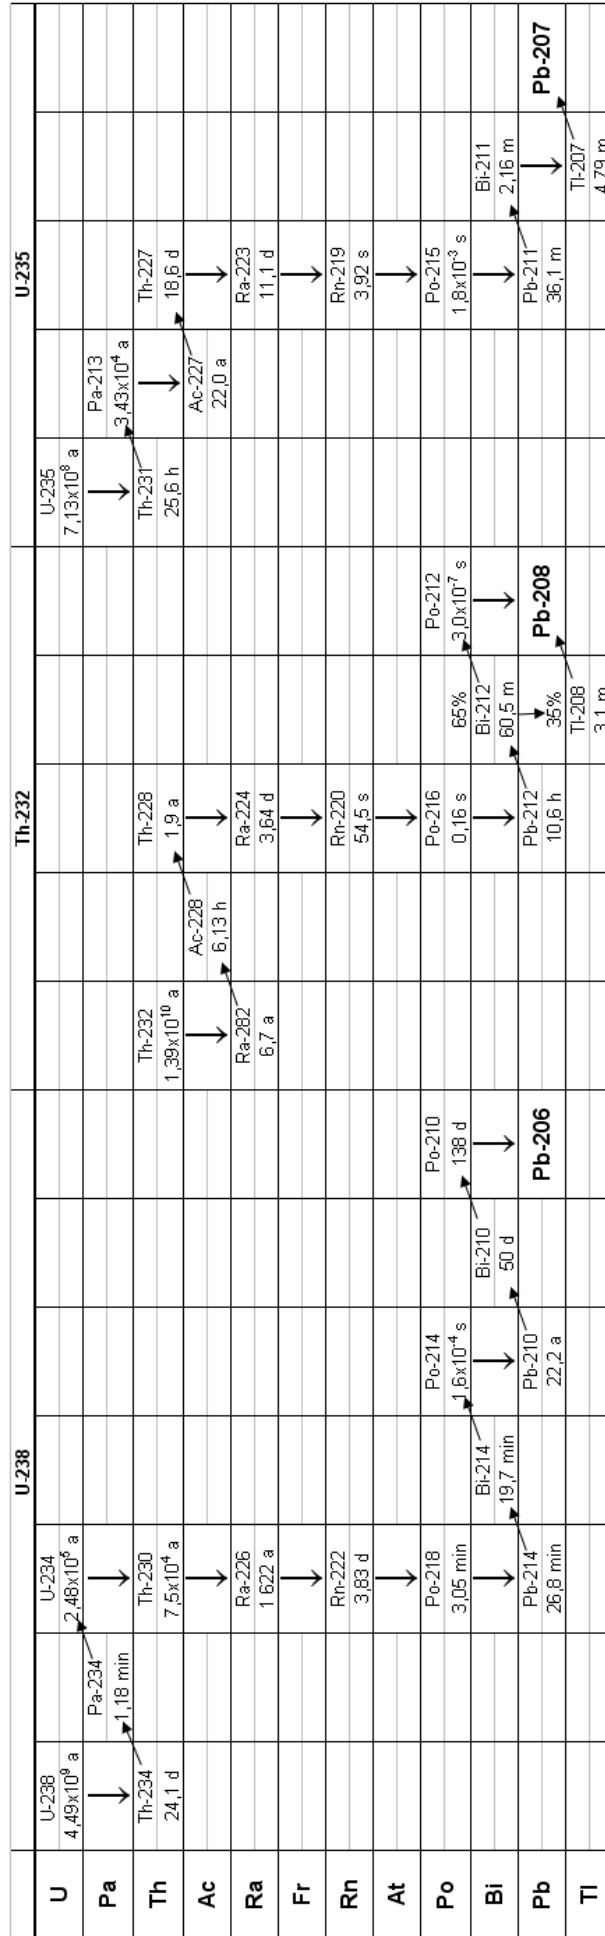 U-238
Th-232
U-235
U
U-238
4,49x10⁹ a
U-234
2,48x10⁵ a
U-235
7,13x10⁸ a
Pa
Pa-234
1,18 min
Pa-213
3,43x10⁴ a
Th
Th-234
24,1 d
Th-230
7,5x10⁴ a
Th-232
1,39x10¹⁰ a
Th-228
1,9 a
Th-231
25,6 h
Th-227
18,6 d
Ac
Ac-228
6,13 h
Ac-227
22,0 a
Ra
Ra-226
1 622 a
Ra-282
6,7 a
Ra-224
3,64 d
Ra-223
11,1 d
Fr
Rn
Rn-222
3,83 d
Rn-220
54,5 s
Rn-219
3,92 s
At
Po
Po-218
3,05 min
Po-214
1,6x10⁻⁴ s
Po-210
138 d
Po-216
0,16 s
65%
Po-212
3,0x10⁻⁷ s
Po-215
1,8x10⁻³ s
Bi
Bi-214
19,7 min
Bi-210
50 d
Bi-212
60,5 m
Bi-211
2,16 m
Pb
Pb-214
26,8 min
Pb-210
22,2 a
Pb-206
Pb-212
10,6 h
35%
Pb-208
Pb-211
36,1 m
Pb-207
Tl
Tl-208
3,1 m
Tl-207
4,79 m